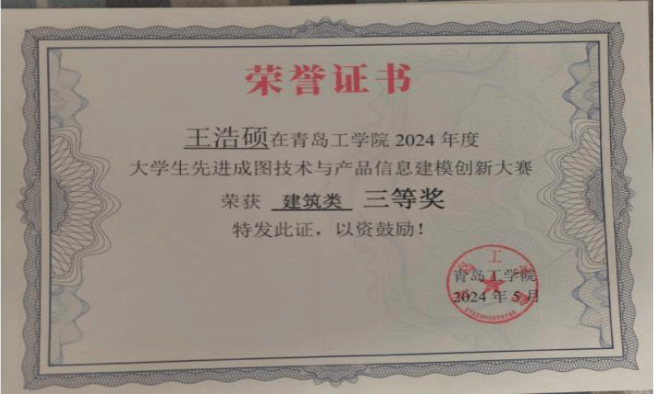 荣誉证书
王浩硕在青岛工学院 2024 年度
大学生先进成图技术与产品信息建模创新大赛
荣获 建筑类 三等奖
特发此证，以资鼓励！
青岛工学院
2024 年 5 月